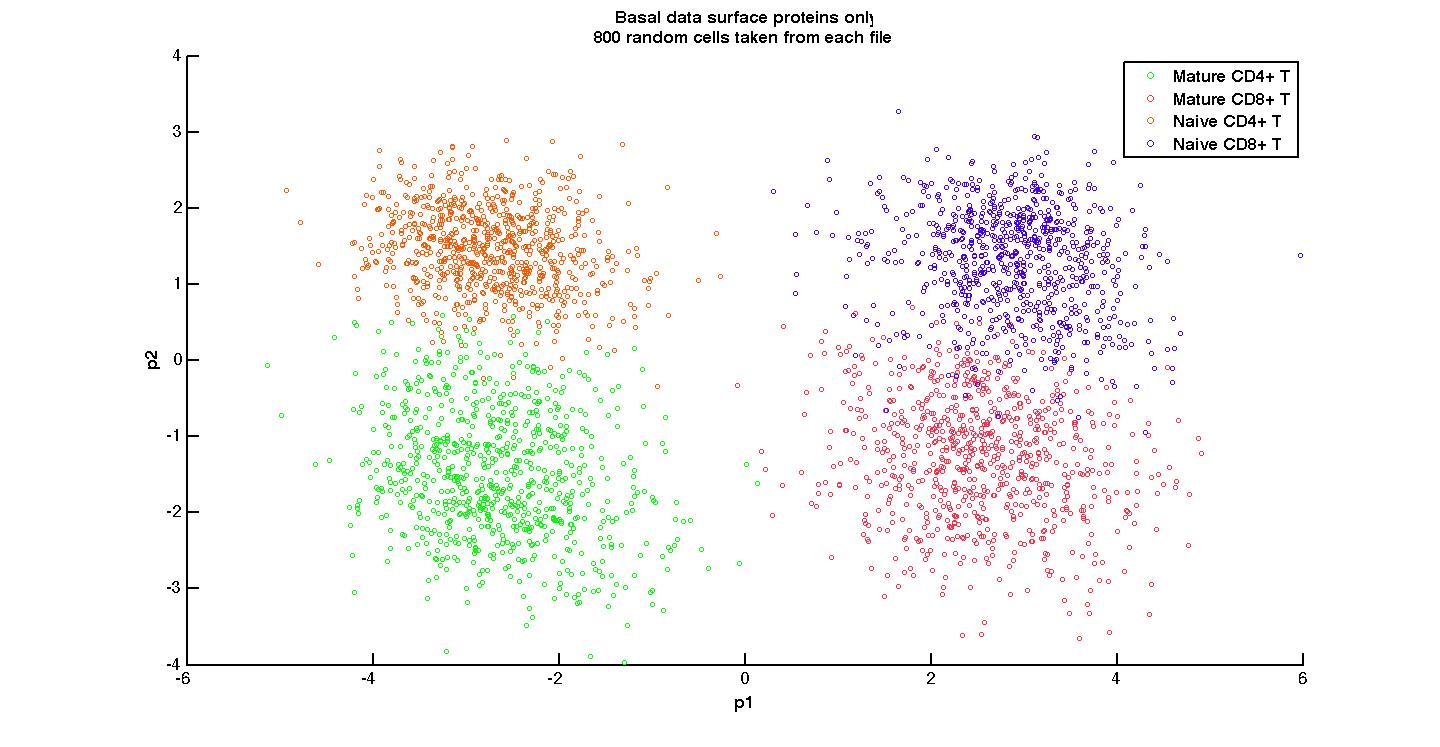 Basal data surface proteins only
800 random cells taken from each file
Mature CD4+ T
Mature CD8+ T
Naive CD4+ T
Naive CD8+ T
4
3
2
1
0
-1
-2
-3
-4
p2
-6
-4
-2
0
2
4
6
p1